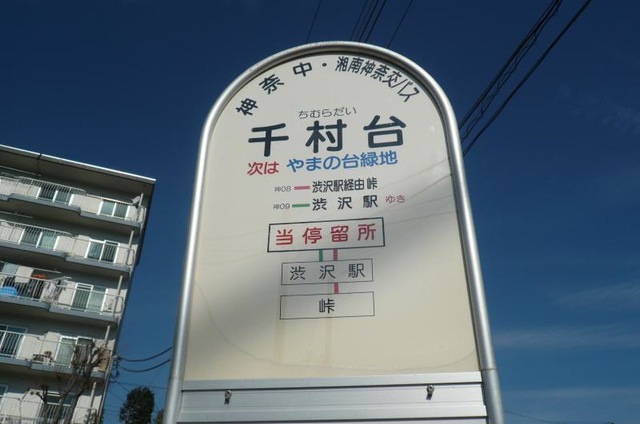 神奈中・湘南神奈交バス
ちむらだい
千村台
次は やまの台緑地
神08 渋沢駅経由峠
神09 渋沢駅 ゆき
当停留所
渋沢駅
峠